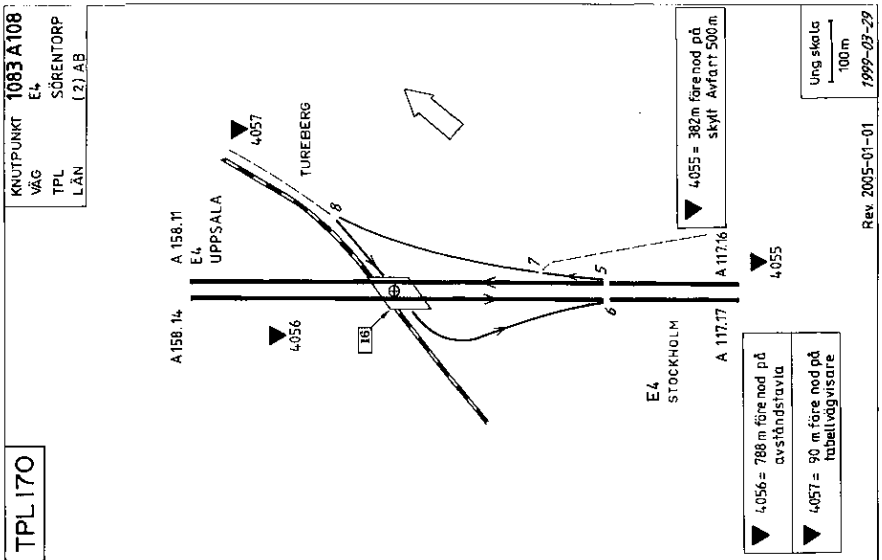 TPL 170
KNUTPUNKT 1083 A108
VÄG E4
TPL SÖRENTORP
LÄN (2) AB
A 158.14
A 158.11
E4
UPPSALA
4056
4057
TUREBERG
16
8
7
5
6
E4
STOCKHOLM
A 117.17
A 117.16
4055
4056 = 788 m före nod på
avståndstavla
4057 = 90 m före nod på
tabellvägvisare
4055 = 382m före nod på
skylt Avfart 500m
Ung skala
100 m
Rev. 2005-01-01
1999-03-29